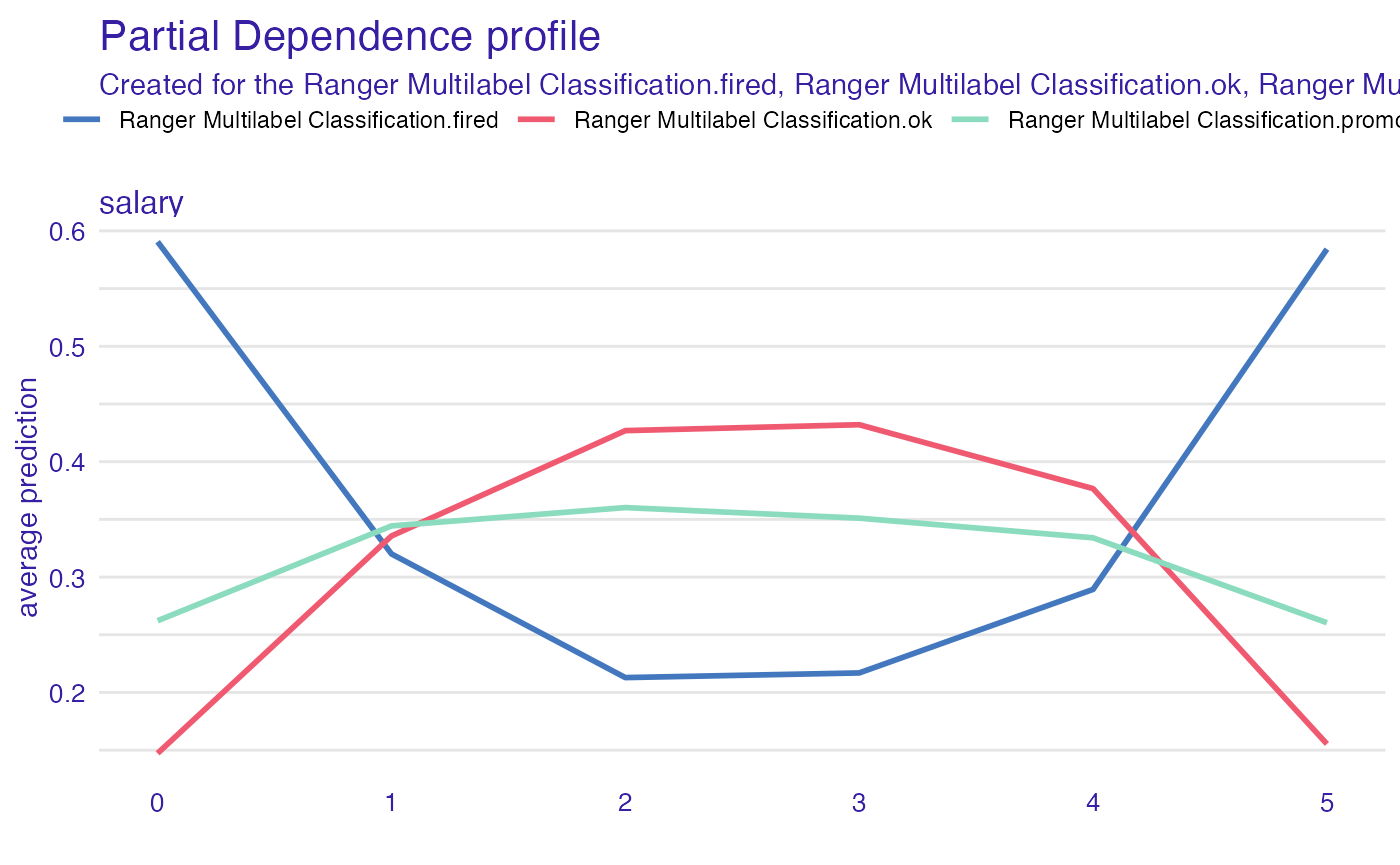 Partial Dependence profile
Created for the Ranger Multilabel Classification.fired, Ranger Multilabel Classification.ok, Ranger Mu
Ranger Multilabel Classification.fired Ranger Multilabel Classification.ok Ranger Multilabel Classification.promo
salary
0.6
0.5
0.4
0.3
0.2
average prediction
0 1 2 3 4 5